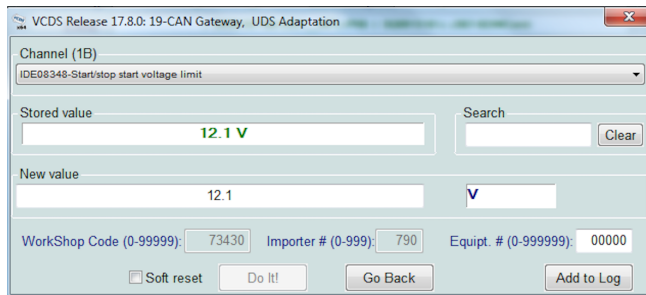 VCDS Release 17.8.0: 19-CAN Gateway, UDS Adaptation
Channel (1B)
IDE08348-Start/stop start voltage limit
Stored value
Search
12.1 V
Clear
New value
12.1
V
WorkShop Code (0-99999): 73430 Importer # (0-999): 790 Equipt. # (0-999999): 00000
Soft reset Do It! Go Back Add to Log